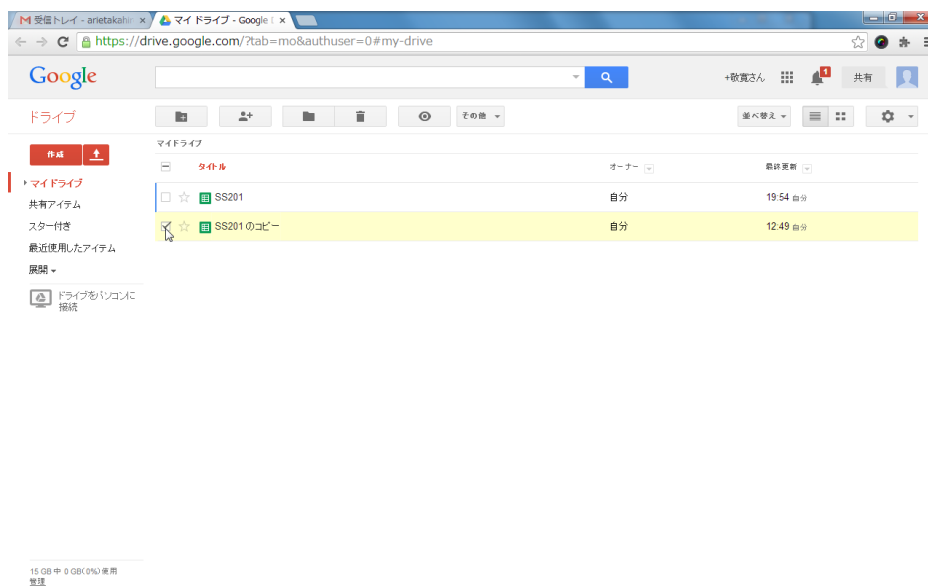 受信トレイ - arietakahir
マイ ドライブ - Google
https://drive.google.com/?tab=mo&authuser=0#my-drive
Google
+敬寛さん
1
共有
ドライブ
その他
並べ替え
作成
マイドライブ
タイトル
オーナー
最終更新
マイドライブ
共有アイテム
スター付き
最近使用したアイテム
展開
ドライブをパソコンに
接続
SS201
自分
19:54 自分
SS201 のコピー
自分
12:49 自分
15 GB 中 0 GB(0%) 使用
管理